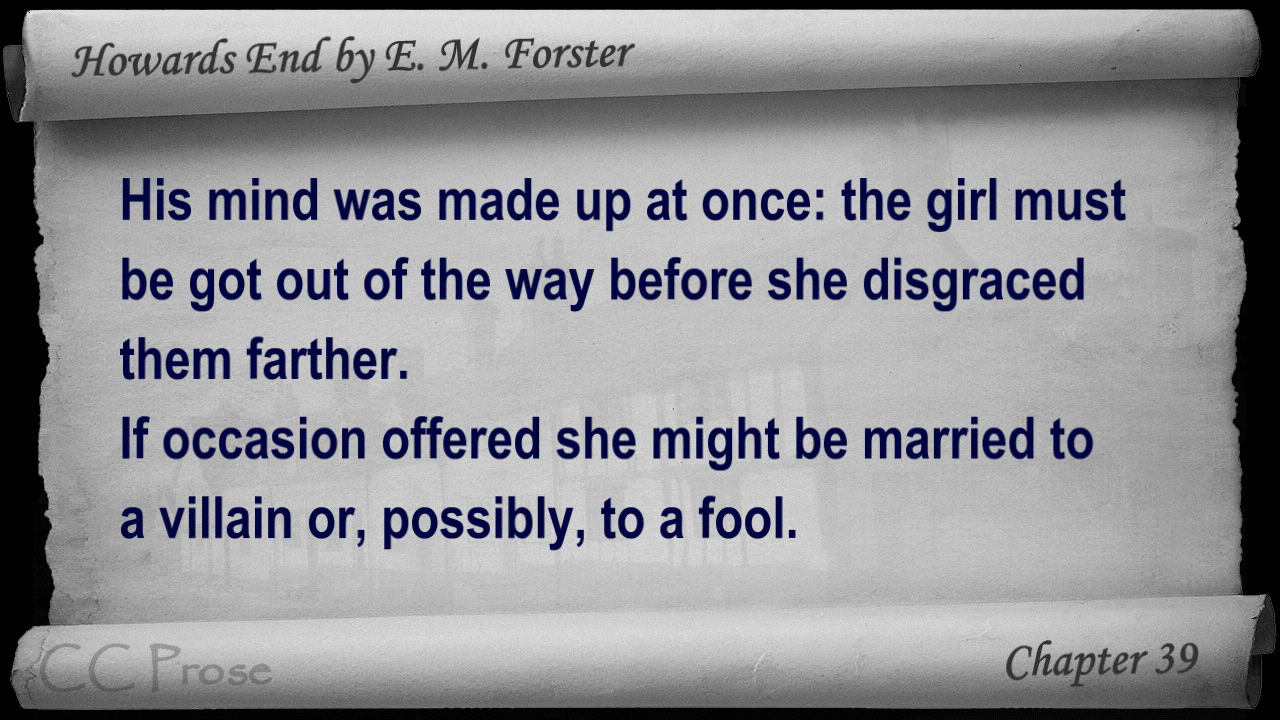 Howards End by E. M. Forster
His mind was made up at once: the girl must
be got out of the way before she disgraced
them farther.
If occasion offered she might be married to
a villain or, possibly, to a fool.
CC Prose
Chapter 39